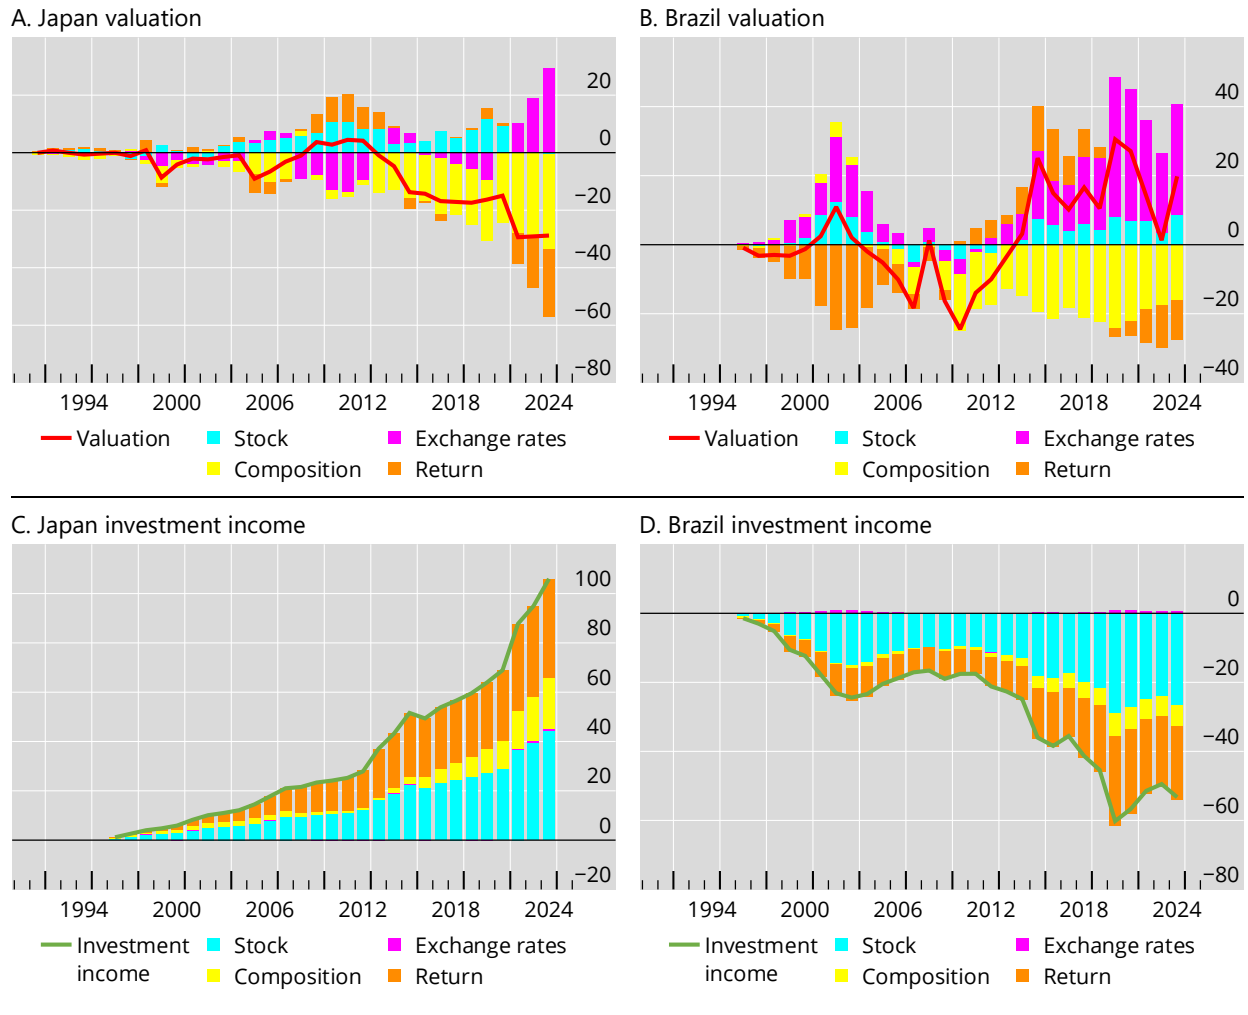 A. Japan valuation
20
0
−20
−40
−60
−80
1994 2000 2006 2012 2018 2024
Valuation Stock Exchange rates
Composition Return
B. Brazil valuation
40
20
0
−20
−40
1994 2000 2006 2012 2018 2024
Valuation Stock Exchange rates
Composition Return
C. Japan investment income
100
80
60
40
20
0
−20
1994 2000 2006 2012 2018 2024
Investment income Stock Exchange rates
Composition Return
D. Brazil investment income
0
−20
−40
−60
−80
1994 2000 2006 2012 2018 2024
Investment income Stock Exchange rates
Composition Return